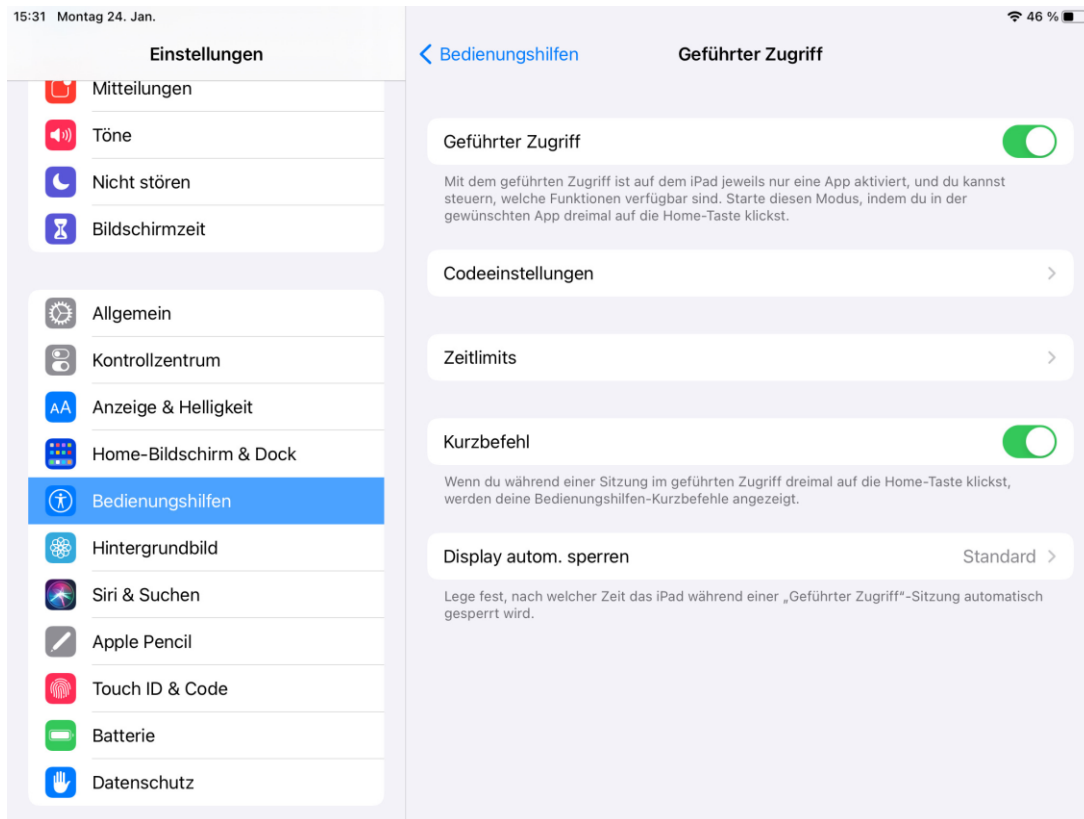 15:31 Montag 24. Jan.
46 %
Einstellungen
Mitteilungen
Töne
Nicht stören
Bildschirmzeit
Allgemein
Kontrollzentrum
AA Anzeige & Helligkeit
Home-Bildschirm & Dock
Bedienungshilfen
Hintergrundbild
Siri & Suchen
Apple Pencil
Touch ID & Code
Batterie
Datenschutz
Bedienungshilfen
Geführter Zugriff
Geführter Zugriff
Mit dem geführten Zugriff ist auf dem iPad jeweils nur eine App aktiviert, und du kannst
steuern, welche Funktionen verfügbar sind. Starte diesen Modus, indem du in der
gewünschten App dreimal auf die Home-Taste klickst.
Codeeinstellungen
Zeitlimits
Kurzbefehl
Wenn du während einer Sitzung im geführten Zugriff dreimal auf die Home-Taste klickst,
werden deine Bedienungshilfen-Kurzbefehle angezeigt.
Display autom. sperren Standard
Lege fest, nach welcher Zeit das iPad während einer „Geführter Zugriff"-Sitzung automatisch
gesperrt wird.